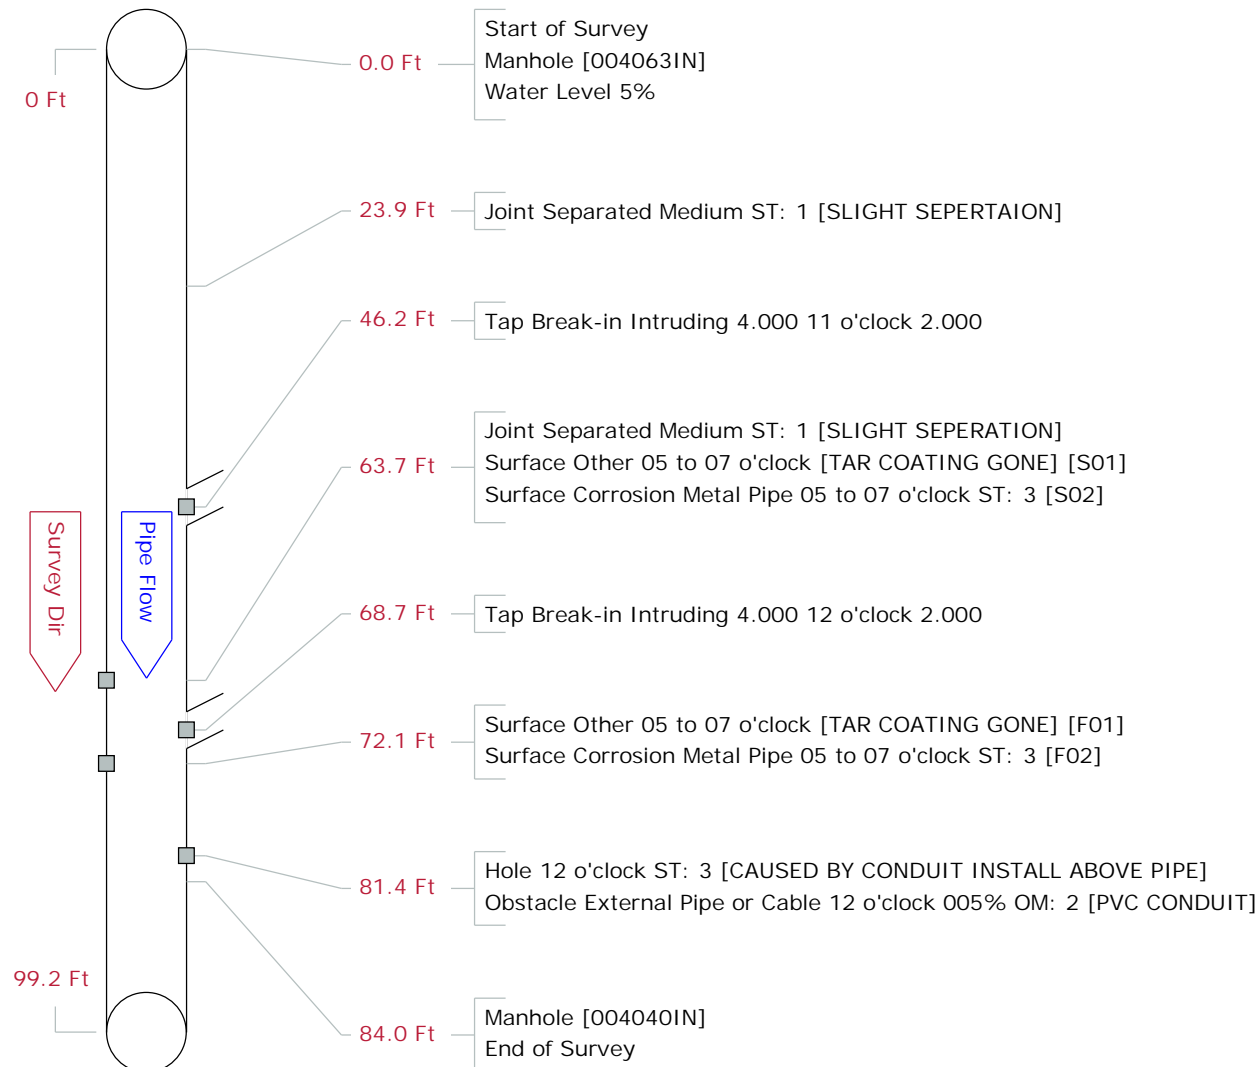 0 Ft
0.0 Ft
Start of Survey
Manhole [004063IN]
Water Level 5%
23.9 Ft
Joint Separated Medium ST: 1 [SLIGHT SEPERTAION]
46.2 Ft
Tap Break-in Intruding 4.000 11 o'clock 2.000
63.7 Ft
Joint Separated Medium ST: 1 [SLIGHT SEPERATION]
Surface Other 05 to 07 o'clock [TAR COATING GONE] [S01]
Surface Corrosion Metal Pipe 05 to 07 o'clock ST: 3 [S02]
Survey Dir
Pipe Flow
68.7 Ft
Tap Break-in Intruding 4.000 12 o'clock 2.000
72.1 Ft
Surface Other 05 to 07 o'clock [TAR COATING GONE] [F01]
Surface Corrosion Metal Pipe 05 to 07 o'clock ST: 3 [F02]
81.4 Ft
Hole 12 o'clock ST: 3 [CAUSED BY CONDUIT INSTALL ABOVE PIPE]
Obstacle External Pipe or Cable 12 o'clock 005% OM: 2 [PVC CONDUIT]
99.2 Ft
84.0 Ft
Manhole [004040IN]
End of Survey